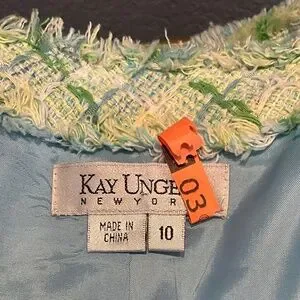 KAY UNGE
NEW YOR
MADE IN
CHINA
10
03